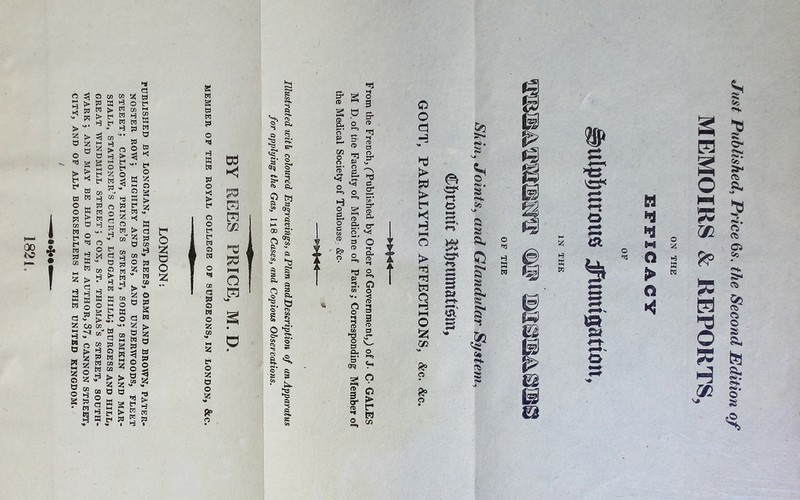 Just Published, Price 6s. the Second Edition of
MEMOIRS & REPORTS,
ON THE
EFFICACY
OF
Sulphurous Fumigation,
IN THE
TREATMENT OF DISEASES
OF THE
Skin, Joints, and Glandular System,
Chronic Rheumatism,
GOUT, PARALYTIC AFFECTIONS, &c. &c.
From the French, (Published by Order of Government,) of J. C. GALES
M D. of the Faculty of Medicine of Paris; Corresponding Member of
the Medical Society of Toulouse &c.
Illustrated with coloured Engravings, a Plan and Description of an Apparatus
for applying the Gas, 118 Cases, and Copious Observations.
BY REES PRICE, M. D.
MEMBER OF THE ROYAL COLLEGE OF SURGEONS, IN LONDON, &c.
LONDON:
PUBLISHED BY LONGMAN, HURST, REES, ORME AND BROWN, PATER-
NOSTER ROW; HIGHLEY AND SON, AND UNDERWOODS, FLEET
STEEET; CALLOW, PRINCE'S STREET, SOHO; SIMKIN AND MAR-
SHALL, STATIONER'S COURT, LUDGATE HILL; BURGESS AND HILL,
GREAT WINDMILL STREET; COX, ST. THOMAS'S STREET, SOUTH-
WARK; AND MAY BE HAD OF THE AUTHOR, 37, CANNON STREET,
CITY, AND OF ALL BOOKSELLERS IN THE UNITED KINGDOM.
1821.